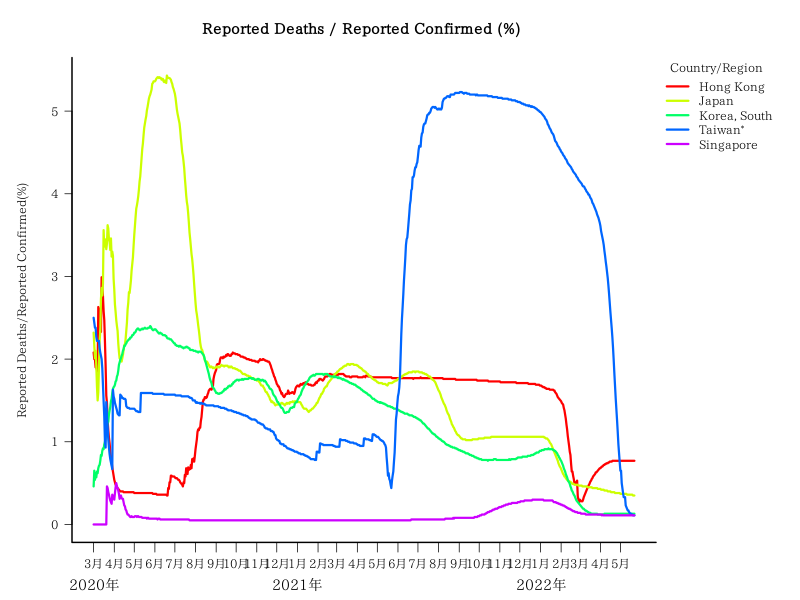 Reported Deaths / Reported Confirmed (%)
Country/Region
Hong Kong
Japan
Korea, South
Taiwan*
Singapore
Reported Deaths/Reported Confirmed(%)
5
4
3
2
1
0
3月 4月 5月 6月 7月 8月 9月 10月 11月 12月 1月 2月 3月 4月 5月 6月 7月 8月 9月 10月 11月 12月 1月 2月 3月 4月 5月
2020年 2021年 2022年